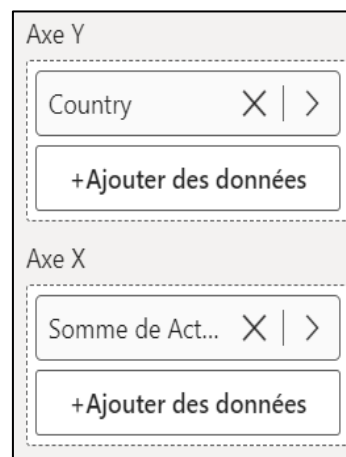 Axe Y
Country
+Ajouter des données
Axe X
Somme de Act...
+Ajouter des données